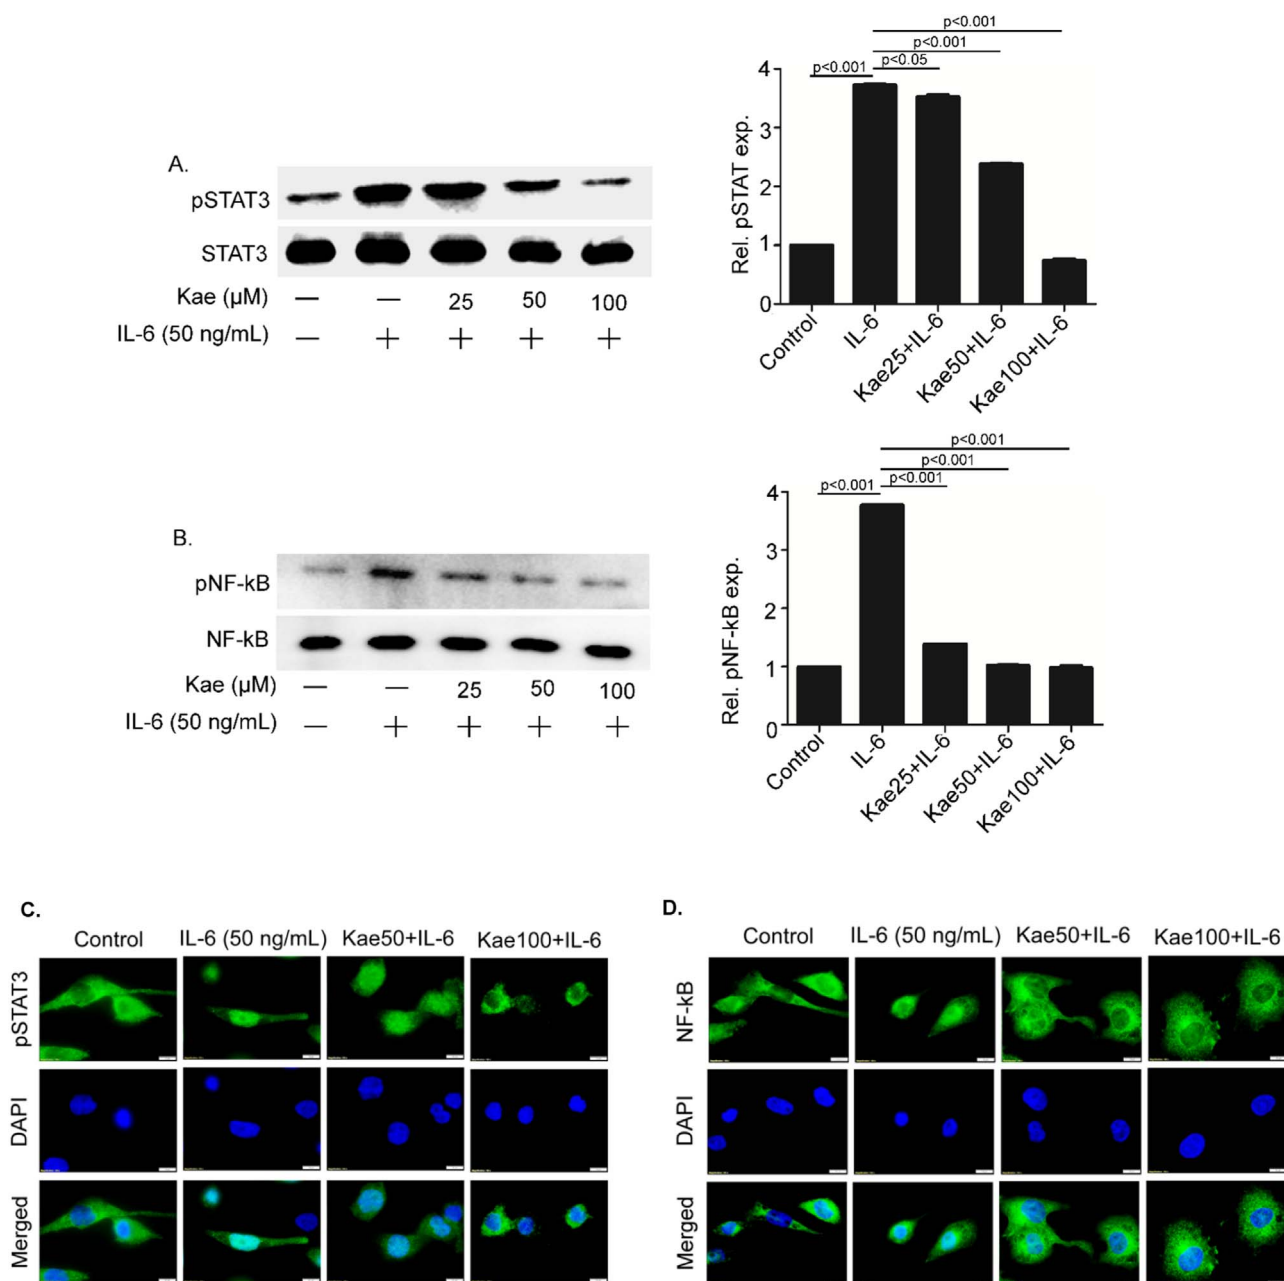 A.
pSTAT3
STAT3
Kae (µM) — — 25 50 100
IL-6 (50 ng/mL) — + + + +
p<0.001
p<0.001
p<0.001 p<0.05
Rel. pSTAT exp.
4
3
2
1
0
Control
IL-6
Kae25+IL-6
Kae50+IL-6
Kae100+IL-6
B.
pNF-kB
NF-kB
Kae (µM) — — 25 50 100
IL-6 (50 ng/mL) — + + + +
p<0.001
p<0.001
p<0.001 p<0.001
Rel. pNF-kB exp.
4
3
2
1
0
Control
IL-6
Kae25+IL-6
Kae50+IL-6
Kae100+IL-6
C.
Control IL-6 (50 ng/mL) Kae50+IL-6 Kae100+IL-6
pSTAT3
DAPI
Merged
D.
Control IL-6 (50 ng/mL) Kae50+IL-6 Kae100+IL-6
NF-kB
DAPI
Merged